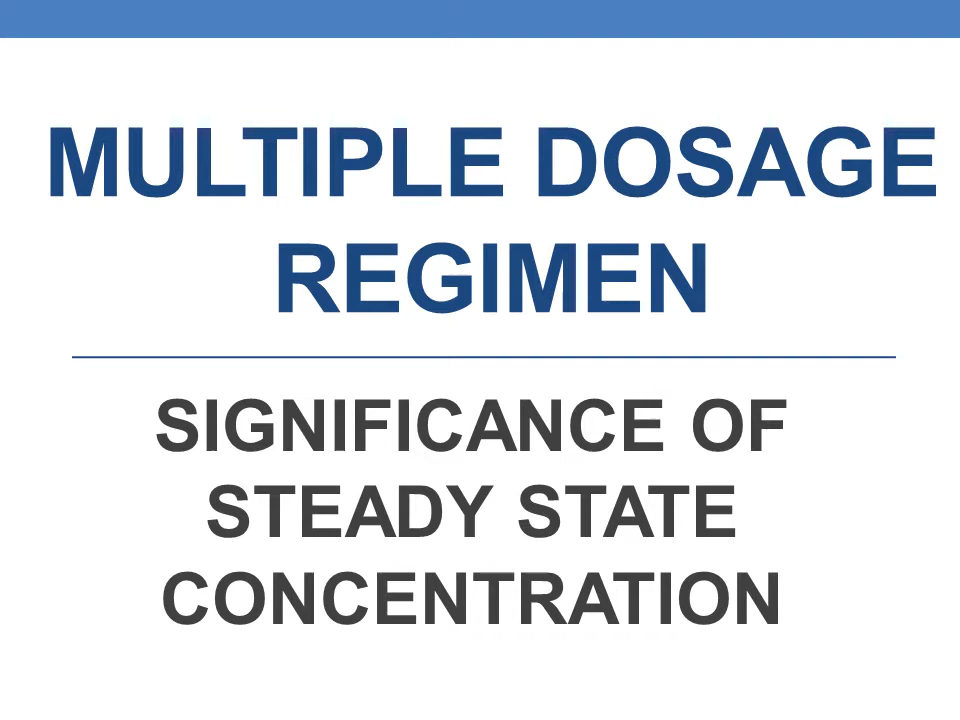 MULTIPLE DOSAGE
REGIMEN
SIGNIFICANCE OF
STEADY STATE
CONCENTRATION